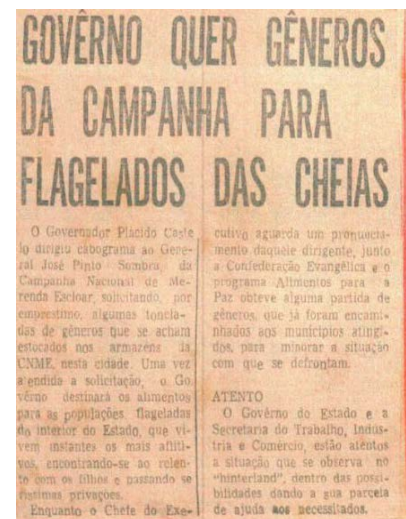 GOVÊRNO QUER GÊNEROS
DA CAMPANHA PARA
FLAGELADOS DAS CHEIAS
O Governador Placido Caste
lo dirigiu cabograma ao Gene-
ral José Pinto Sombra, da
Campanha Nacional de Me-
renda Escloar, solicitando, por
emprestimo, algumas tonela-
das de gêneros que se acham
estocados nos armazens da
CNME, nesta cidade. Uma vez
atendida a solicitação, o Go
vêrno destinará os alimentos
para as populações flageladas
do interior do Estado, que vi-
vem instantes os mais afliti-
vos, encontrando-se ao relen-
to com os filhos e passando se
rissimas privações.
Enquanto o Chefe do Exe-
cutivo aguarda um pronuncia-
mento daquele dirigente, junto
a Confederação Evangélica e o
programa Alimentos para a
Paz obteve alguma partida de
gêneros, que já foram encami-
nhados aos municipios atingi-
dos, para minorar a situação
com que se defrontam.
ATENTO
O Govêrno do Estado e a
Secretaria do Trabalho, Indús-
tria e Comércio, estão atentos
a situação que se observa no
"hinterland", dentro das possi-
bilidades dando a sua parcela
de ajuda aos necessitados.